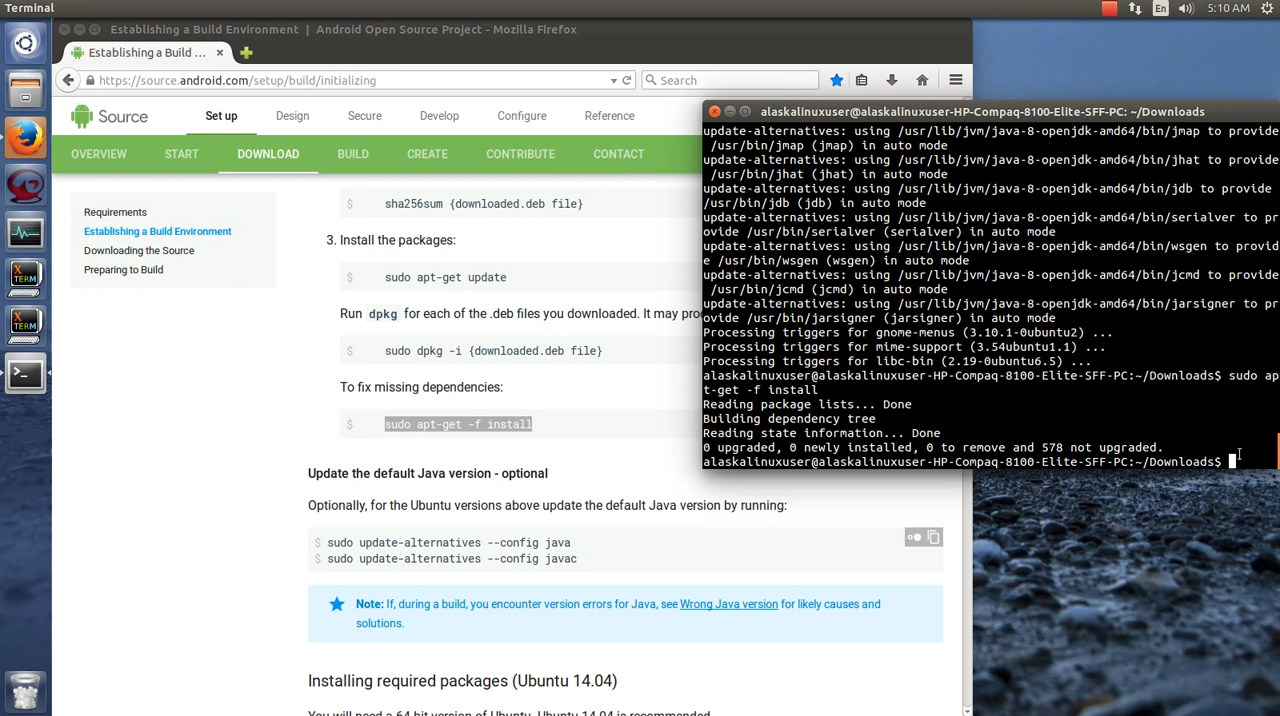 Terminal
En
5:10 AM
Establishing a Build Environment | Android Open Source Project - Mozilla Firefox
Establishing a Build ...
https://source.android.com/setup/build/initializing
Search
Source
Set up
Design
Secure
Develop
Configure
Reference
OVERVIEW
START
DOWNLOAD
BUILD
CREATE
CONTRIBUTE
CONTACT
Requirements
Establishing a Build Environment
Downloading the Source
Preparing to Build
$ sha256sum {downloaded.deb file}
3. Install the packages:
$ sudo apt-get update
Run dpkg for each of the .deb files you downloaded. It may pro
$ sudo dpkg -i {downloaded.deb file}
To fix missing dependencies:
$ sudo apt-get -f install
Update the default Java version - optional
Optionally, for the Ubuntu versions above update the default Java version by running:
$ sudo update-alternatives --config java
$ sudo update-alternatives --config javac
Note: If, during a build, you encounter version errors for Java, see Wrong Java version for likely causes and
solutions.
Installing required packages (Ubuntu 14.04)
You will need a 64-bit version of Ubuntu. Ubuntu 14.04 is recommended.
X
TERM
X
TERM
alaskalinuxuser@alaskalinuxuser-HP-Compaq-8100-Elite-SFF-PC: ~/Downloads
update-alternatives: using /usr/lib/jvm/java-8-openjdk-amd64/bin/jmap to provide
/usr/bin/jmap (jmap) in auto mode
update-alternatives: using /usr/lib/jvm/java-8-openjdk-amd64/bin/jhat to provide
/usr/bin/jhat (jhat) in auto mode
update-alternatives: using /usr/lib/jvm/java-8-openjdk-amd64/bin/jdb to provide
/usr/bin/jdb (jdb) in auto mode
update-alternatives: using /usr/lib/jvm/java-8-openjdk-amd64/bin/serialver to pr
ovide /usr/bin/serialver (serialver) in auto mode
update-alternatives: using /usr/lib/jvm/java-8-openjdk-amd64/bin/wsgen to provid
e /usr/bin/wsgen (wsgen) in auto mode
update-alternatives: using /usr/lib/jvm/java-8-openjdk-amd64/bin/jcmd to provide
/usr/bin/jcmd (jcmd) in auto mode
update-alternatives: using /usr/lib/jvm/java-8-openjdk-amd64/bin/jarsigner to pr
ovide /usr/bin/jarsigner (jarsigner) in auto mode
Processing triggers for gnome-menus (3.10.1-0ubuntu2) ...
Processing triggers for mime-support (3.54ubuntu1.1) ...
Processing triggers for libc-bin (2.19-0ubuntu6.5) ...
alaskalinuxuser@alaskalinuxuser-HP-Compaq-8100-Elite-SFF-PC:~/Downloads$ sudo ap
t-get -f install
Reading package lists... Done
Building dependency tree
Reading state information... Done
0 upgraded, 0 newly installed, 0 to remove and 578 not upgraded.
alaskalinuxuser@alaskalinuxuser-HP-Compaq-8100-Elite-SFF-PC:~/Downloads$